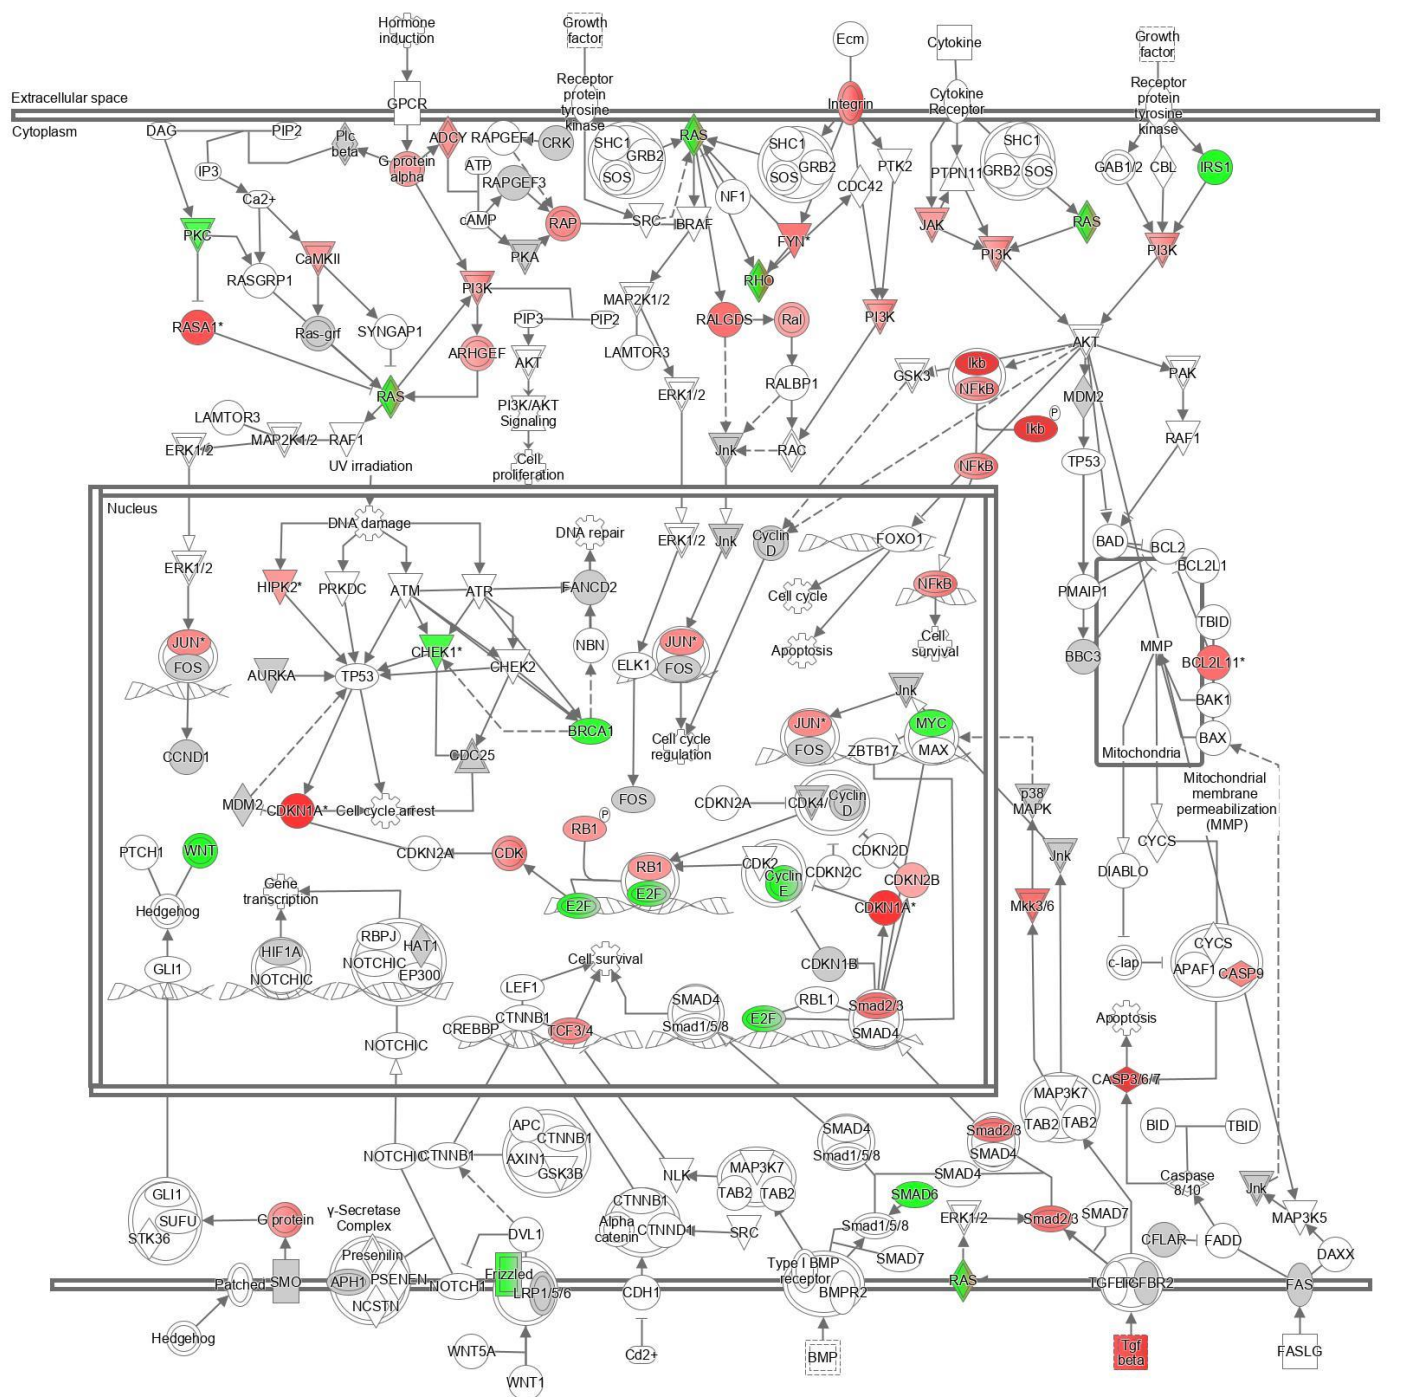 Hormone
induction
Growth
factor
Ecm
Cytokine
Growth
factor
Extracellular space
GPCR
Receptor
protein
tyrosine
kinase
Integrin
Cytokine
Receptor
Receptor
protein
tyrosine
kinase
Cytoplasm
DAG
PIP2
Plc
beta
G protein
alpha
ADCY
RAPGEF1
CRK
SHC1
GRB2
SOS
RAS
SHC1
GRB2
SOS
PTK2
PTPN11
SHC1
GRB2
SOS
GAB1/2
CBL
IRS1
IP3
ATP
RAPGEF3
Ca2+
cAMP
RAP
SRC
BRAF
NF1
CDC42
JAK
RAS
PKC
CaMKII
PKA
FYN*
PI3K
PI3K
RASGRP1
PI3K
MAP2K1/2
RHO
RASA1*
Ras-grf
SYNGAP1
PIP3
PIP2
RALGDS
Ral
PI3K
ARHGEF
AKT
LAMTOR3
AKT
RAS
PI3K/AKT
Signaling
ERK1/2
RALBP1
GSK3
Ikb
NFkB
MDM2
PAK
LAMTOR3
ERK1/2
MAP2K1/2
RAF1
Cell
proliferation
Jnk
RAC
Ikb
P
RAF1
UV irradiation
NFkB
TP53
Nucleus
DNA damage
DNA repair
ERK1/2
Jnk
Cyclin
D
FOXO1
BAD
BCL2
BCL2L1
ERK1/2
HIPK2*
PRKDC
ATM
ATR
FANCD2
Cell cycle
NFkB
PMAIP1
TBID
JUN*
FOS
CHEK1*
NBN
ELK1
JUN*
FOS
Apoptosis
Cell
survival
BBC3
MMP
BCL2L11*
AURKA
TP53
CHEK2
BAK1
Jnk
CCND1
BRCA1
CDC25
Cell cycle
regulation
JUN*
FOS
ZBTB17
MYC
MAX
Mitochondria
BAX
MDM2
CDKN1A*
Cell cycle arrest
FOS
CDKN2A
CDK4/
Cyclin
D
p38
MAPK
Mitochondrial
membrane
permeabilization
(MMP)
PTCH1
WNT
CDKN2A
CDK
RB1
P
RB1
E2F
CDK2
Cyclin
E
CDKN2C
CDKN2D
CDKN2B
Jnk
CYCS
DIABLO
Hedgehog
Gene
transcription
E2F
CDKN1A*
Mkk3/6
GLI1
HIF1A
NOTCHIC
RBPJ
NOTCHIC
HAT1
EP300
Cell survival
CDKN1B
c-Iap
CYCS
APAF1
CASP9
LEF1
CREBBP
CTNNB1
TCF3/4
SMAD4
Smad1/5/8
E2F
RBL1
Smad2/3
SMAD4
Apoptosis
NOTCHIC
CASP3/6/7
MAP3K7
TAB2
TAB2
APC
CTNNB1
AXIN1
GSK3B
SMAD4
Smad1/5/8
Smad2/3
SMAD4
BID
TBID
NOTCHIC
CTNNB1
NLK
MAP3K7
TAB2
TAB2
SMAD4
Caspase
8/10
Jnk
GLI1
SUFU
STK36
G protein
γ-Secretase
Complex
Presenilin
DVL1
CTNNB1
Alpha
catenin
CTNND1
SRC
SMAD6
Smad1/5/8
SMAD7
ERK1/2
Smad2/3
SMAD7
CFLAR
FADD
MAP3K5
DAXX
Patched
SMO
APH1
PSENEN
NCSTN
NOTCH1
Frizzled
LRP1/5/6
CDH1
Type I BMP
receptor
BMPR2
RAS
FAS
Hedgehog
WNT5A
WNT1
Cd2+
BMP
Tgf
beta
FASLG